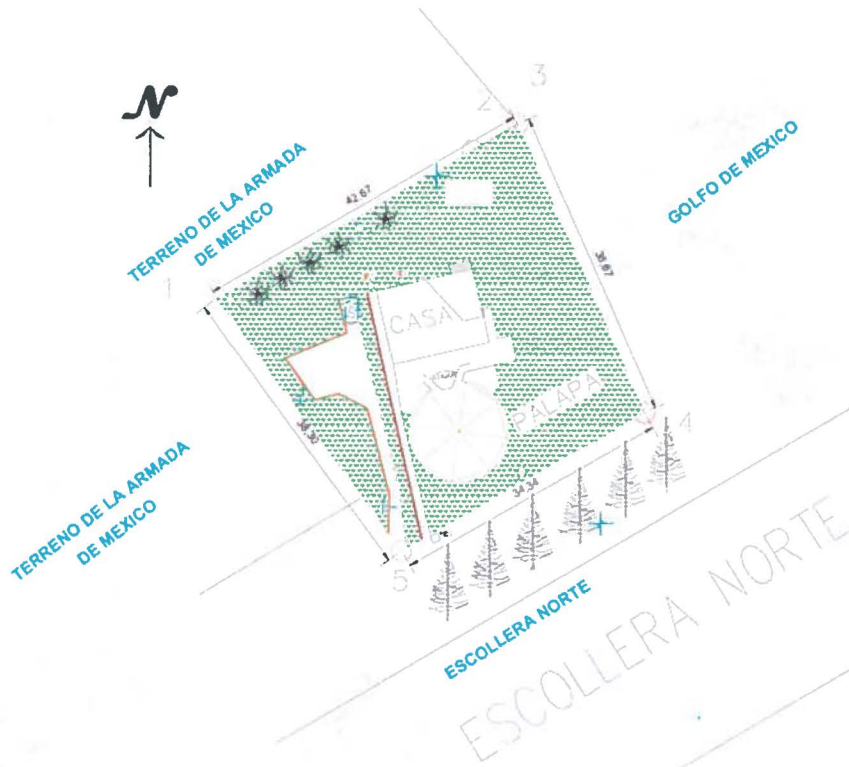 N
3
2
TERRENO DE LA ARMADA
DE MEXICO
42.67
GOLFO DE MEXICO
1
38.67
CASA
PALAPA
4
TERRENO DE LA ARMADA
DE MEXICO
34.34
5
ESCOLLERA NORTE
ESCOLLERA NORTE